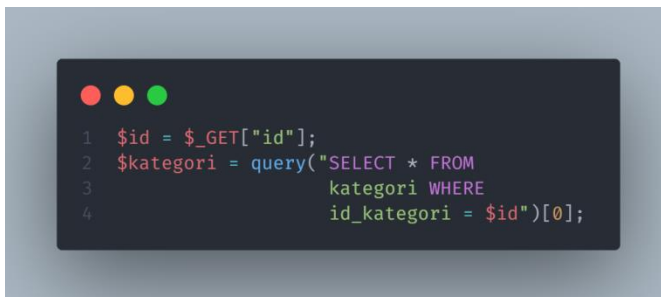 1 $id = $_GET["id"];
2 $kategori = query("SELECT * FROM
3 kategori WHERE
4 id_kategori = $id")[0];